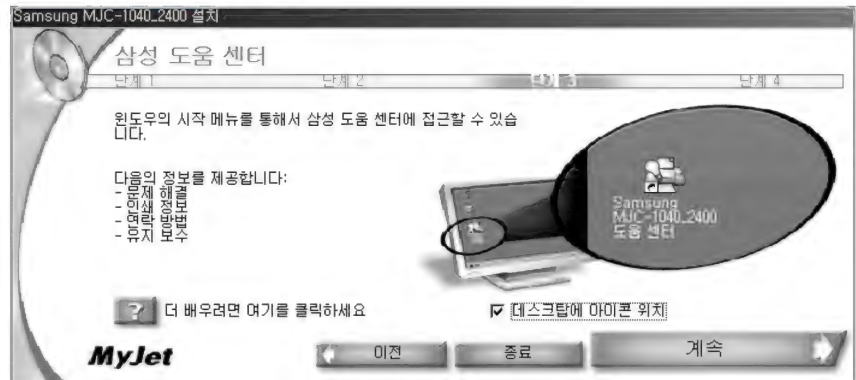 Samsung MJC-1040_2400 설치
삼성 도움 센터
단계 1
단계 2
단계 3
단계 4
윈도우의 시작 메뉴를 통해서 삼성 도움 센터에 접근할 수 있습
니다.
다음의 정보를 제공합니다:
- 문제 해결
- 인쇄 정보
- 연락 방법
- 유지 보수
Samsung
MJC-1040_2400
도움 센터
? 더 배우려면 여기를 클릭하세요
데스크탑에 아이콘 위치
MyJet
이전
종료
계속